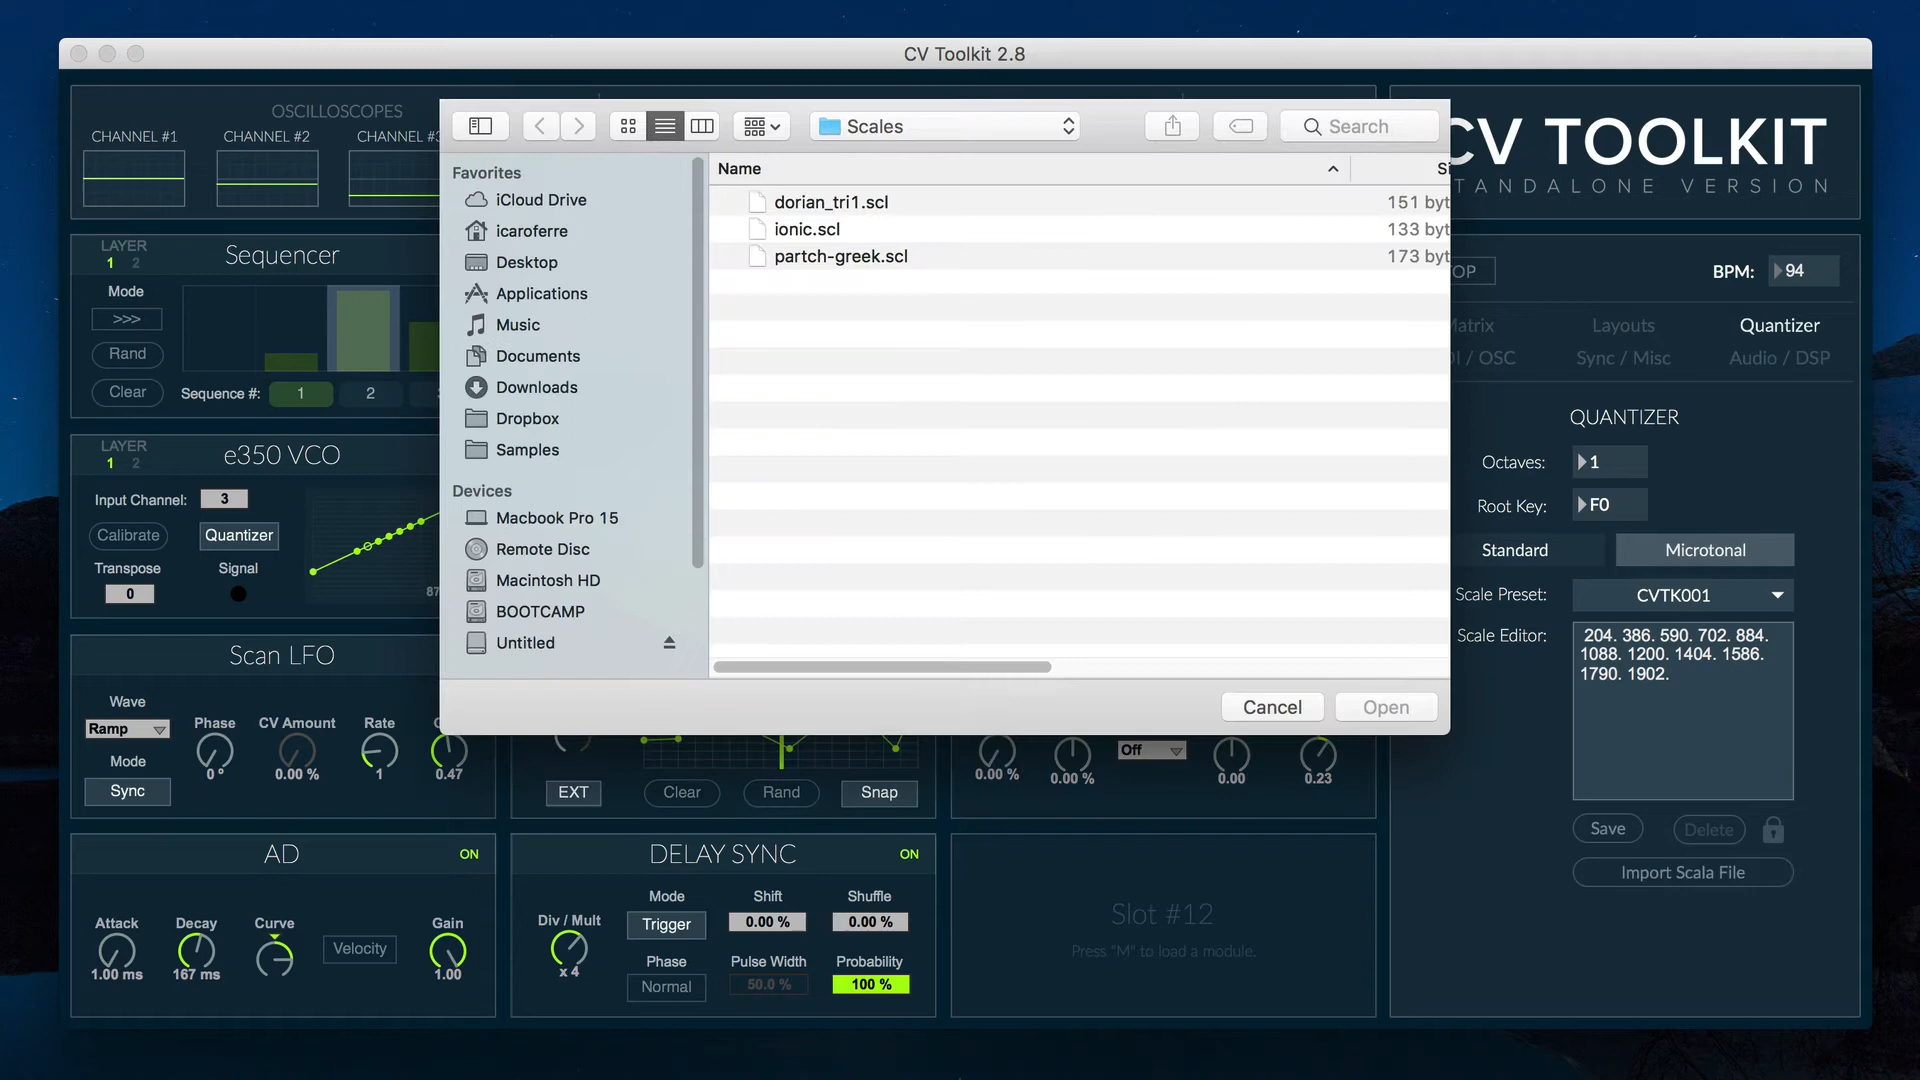 CV Toolkit 2.8
OSCILLOSCOPES
CHANNEL #1
CHANNEL #2
CHANNEL #3
LAYER
1 2
Sequencer
Mode
>>>
Rand
Clear
Sequence #:
1
2
LAYER
1 2
e350 VCO
Input Channel:
3
Calibrate
Quantizer
Transpose
Signal
0
87
Scan LFO
Wave
Ramp
Mode
Sync
Phase
0 °
CV Amount
0.00 %
Rate
1
0.47
AD
ON
Attack
1.00 ms
Decay
167 ms
Curve
Velocity
Gain
1.00
Scales
Search
Favorites
iCloud Drive
icaroferre
Desktop
Applications
Music
Documents
Downloads
Dropbox
Samples
Devices
Macbook Pro 15
Remote Disc
Macintosh HD
BOOTCAMP
Untitled
Name
Si
dorian_tri1.scl
151 byt
ionic.scl
133 byt
partch-greek.scl
173 byt
Cancel
Open
EXT
Clear
Rand
Snap
0.00 %
0.00 %
Off
0.00
0.23
DELAY SYNC
ON
Div / Mult
x 4
Mode
Trigger
Phase
Normal
Shift
0.00 %
Pulse Width
50.0 %
Shuffle
0.00 %
Probability
100 %
Slot #12
Press "M" to load a module.
CV TOOLKIT
STANDALONE VERSION
OP
BPM:
94
Matrix
Layouts
Quantizer
I / OSC
Sync / Misc
Audio / DSP
QUANTIZER
Octaves:
1
Root Key:
F0
Standard
Microtonal
Scale Preset:
CVTK001
Scale Editor:
204. 386. 590. 702. 884.
1088. 1200. 1404. 1586.
1790. 1902.
Save
Delete
Import Scala File